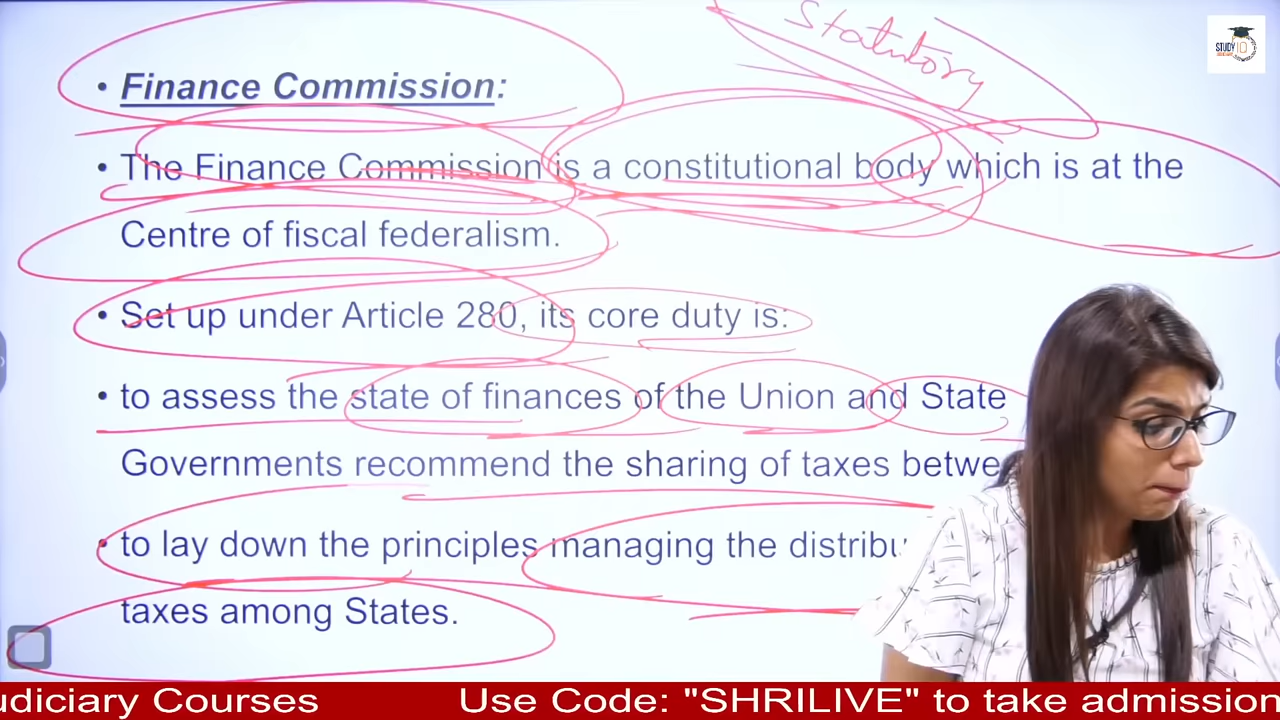 Statutory
STUDY IQ
• Finance Commission:
• The Finance Commission is a constitutional body which is at the
Centre of fiscal federalism.
• Set up under Article 280, its core duty is:
• to assess the state of finances of the Union and State
Governments recommend the sharing of taxes betwe
• to lay down the principles managing the distribu
taxes among States.
udiciary Courses Use Code: "SHRILIVE" to take admission